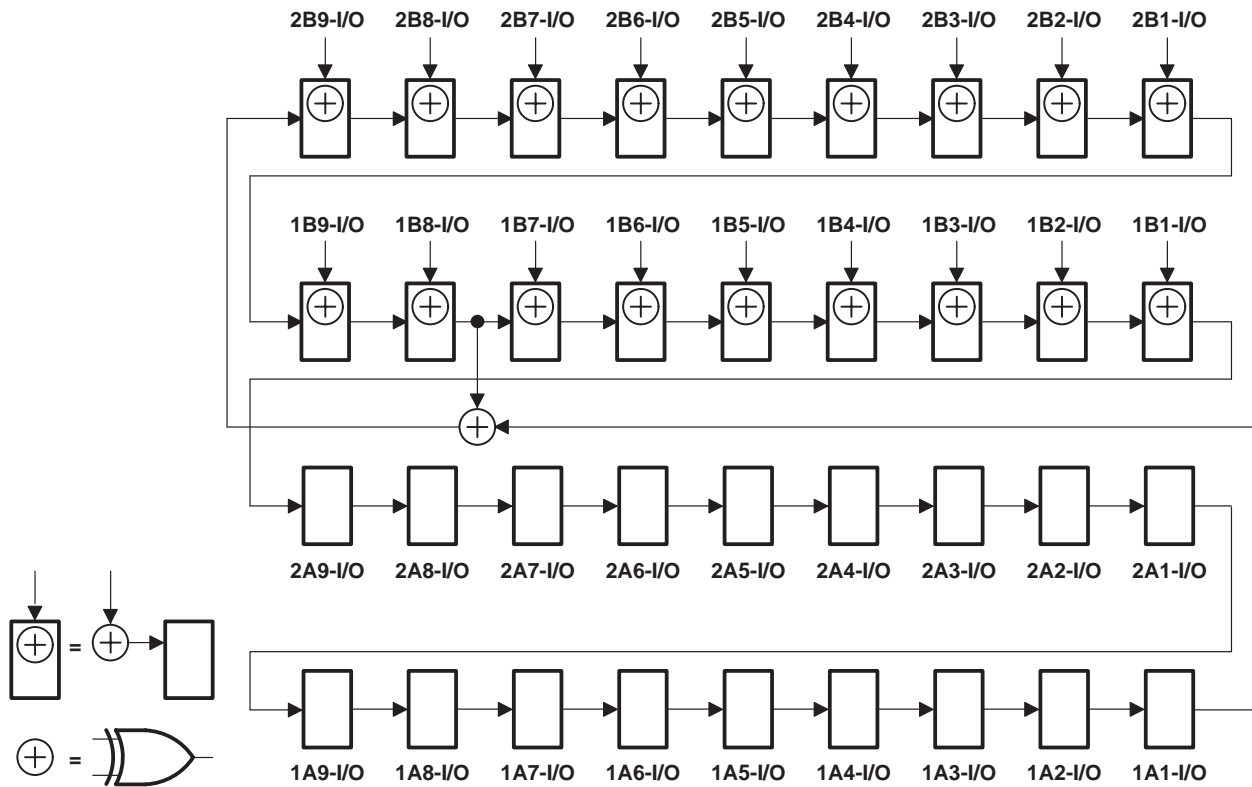 2B9-I/O 2B8-I/O 2B7-I/O 2B6-I/O 2B5-I/O 2B4-I/O 2B3-I/O 2B2-I/O 2B1-I/O
1B9-I/O 1B8-I/O 1B7-I/O 1B6-I/O 1B5-I/O 1B4-I/O 1B3-I/O 1B2-I/O 1B1-I/O
2A9-I/O 2A8-I/O 2A7-I/O 2A6-I/O 2A5-I/O 2A4-I/O 2A3-I/O 2A2-I/O 2A1-I/O
=
=
1A9-I/O 1A8-I/O 1A7-I/O 1A6-I/O 1A5-I/O 1A4-I/O 1A3-I/O 1A2-I/O 1A1-I/O